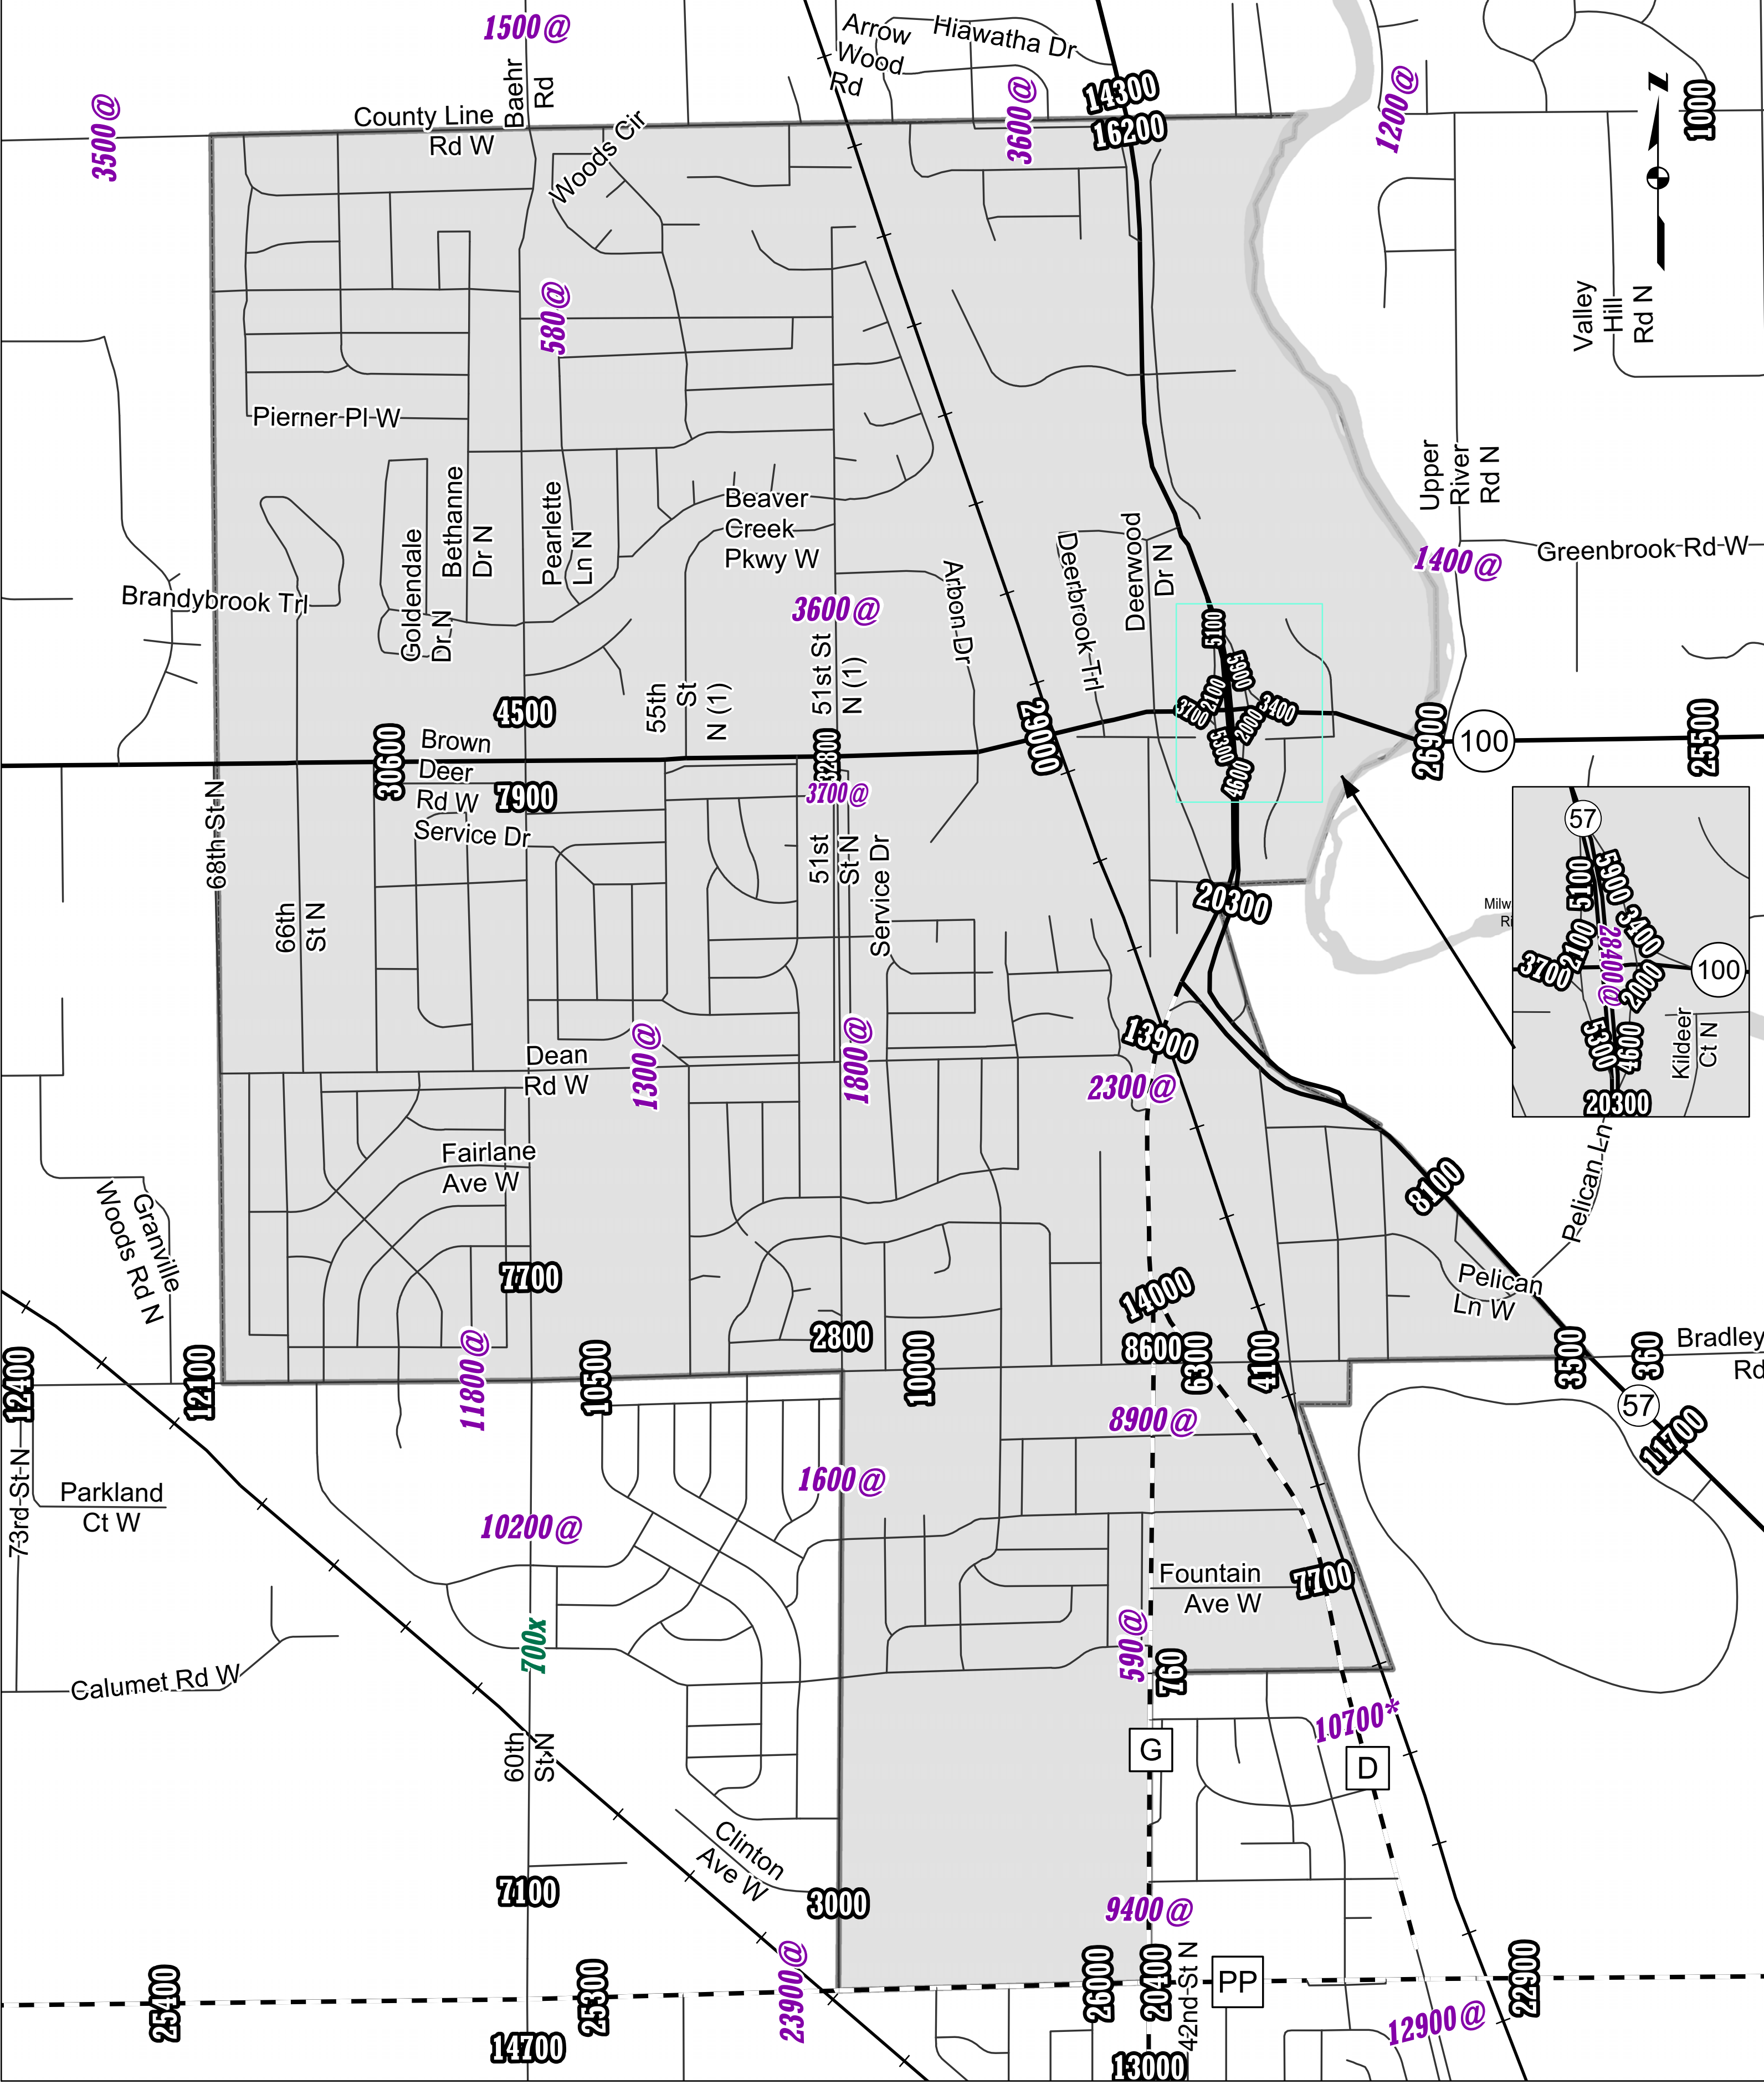 1500@
Arrow
Wood
Rd
Hiawatha Dr
Baehr
Rd
3500@
3600@
14300
16200
1200@
1000
N
County Line
Rd W
Woods Cir
580@
Valley
Hill
Rd N
Pierner Pl W
Upper
River
Rd N
Goldendale
Dr N
Bethanne
Dr N
Pearlette
Ln N
Beaver
Creek
Pkwy W
Arbon Dr
Deerbrook Trl
Deerwood
Dr N
Greenbrook Rd W
1400@
Brandybrook Trl
3600@
5100
5900
2100
3700
3400
2000
5300
4600
55th
St
N (1)
51st St
N (1)
4500
30600
Brown
Deer
Rd W
7900
Service Dr
32800
3700@
29000
26900
100
25500
68th St N
66th
St N
51st
St N
Service Dr
20300
Milw
Ri
57
5100
5900
3400
2100
3700
28400@
2000
100
5300
4600
Kildeer
Ct N
20300
Dean
Rd W
1300@
1800@
13900
2300@
Fairlane
Ave W
8100
Pelican Ln
Granville
Woods Rd N
7700
14000
Pelican
Ln W
12400
12100
11800@
10500
2800
10000
8600
6300
4100
3500
360
Bradley
Rd
57
11700
8900@
73rd St N
Parkland
Ct W
10200@
1600@
Fountain
Ave W
7700
590@
760
700x
Calumet Rd W
10700*
60th
St N
G
D
Clinton
Ave W
7100
3000
9400@
25400
25300
23900@
26000
20400
42nd St N
PP
22900
12900@
14700
13000